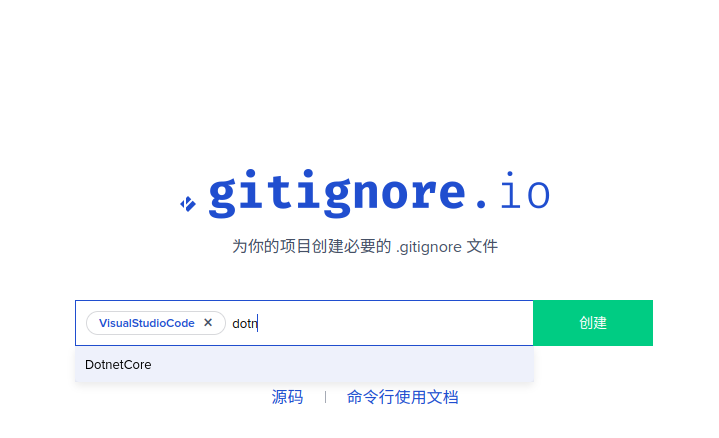 .gitignore.io
为你的项目创建必要的 .gitignore 文件
VisualStudioCode × dotn 创建
DotnetCore
源码 | 命令行使用文档